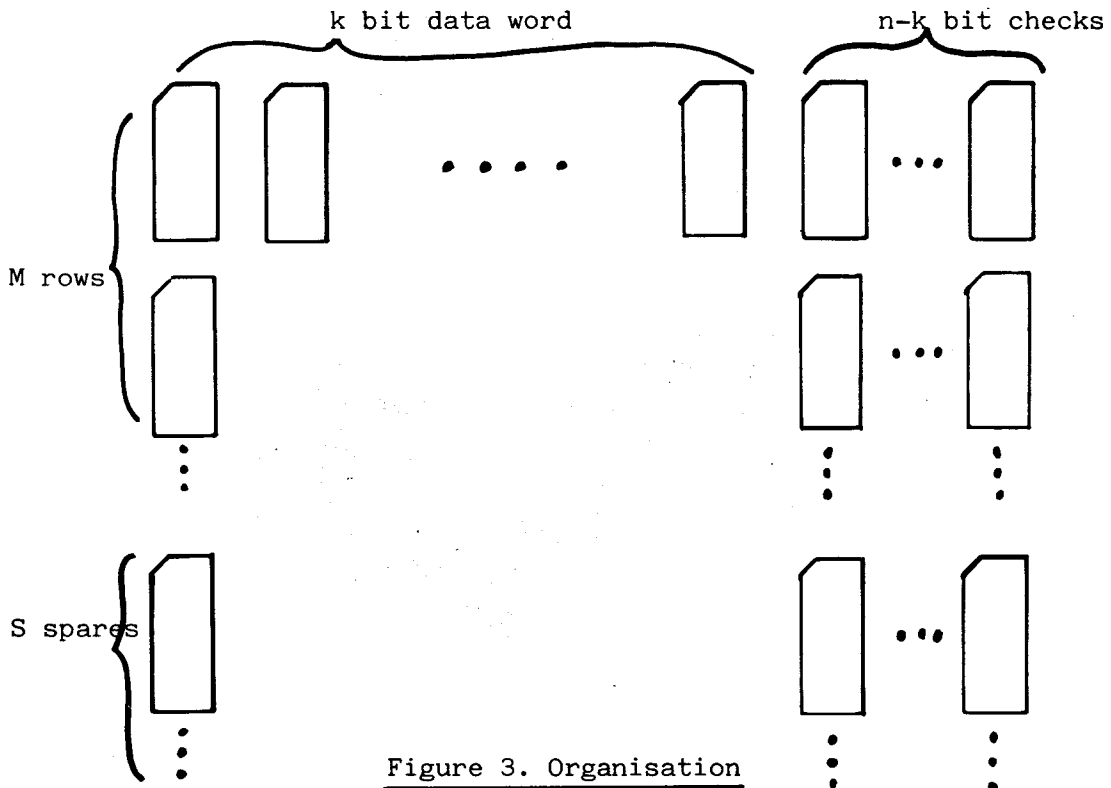 k bit data word
n-k bit checks
M rows
S spares
Figure 3. Organisation